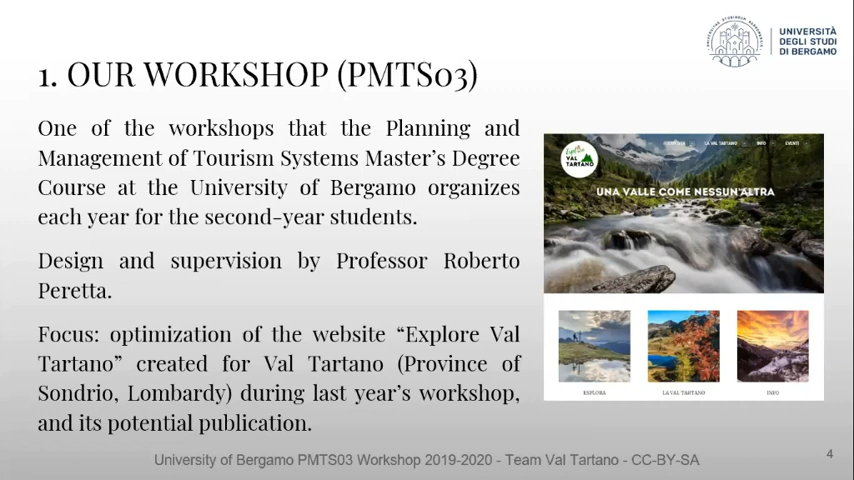 UNIVERSITÀ
DEGLI STUDI
DI BERGAMO
1. OUR WORKSHOP (PMTS03)
One of the workshops that the Planning and
Management of Tourism Systems Master's Degree
Course at the University of Bergamo organizes
each year for the second-year students.
Design and supervision by Professor Roberto
Peretta.
Focus: optimization of the website “Explore Val
Tartano” created for Val Tartano (Province of
Sondrio, Lombardy) during last year's workshop,
and its potential publication.
LA VAL TARTANO INFO EVENTI
VAL
TARTANO
UNA VALLE COME NESSUN'ALTRA
ESPLORA LA VAL TARTANO INFO
University of Bergamo PMTS03 Workshop 2019-2020 - Team Val Tartano - CC-BY-SA
4